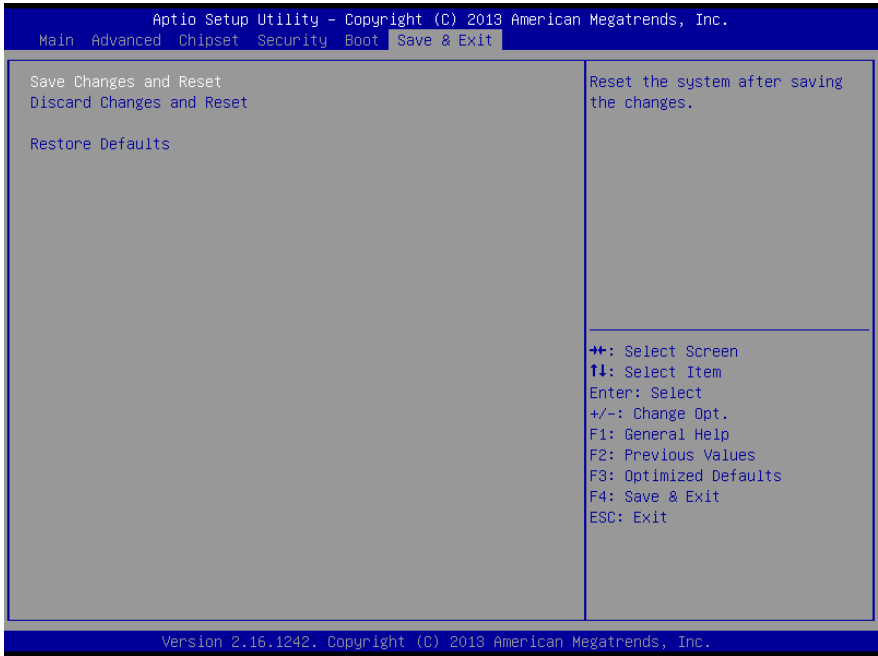 Aptio Setup Utility – Copyright (C) 2013 American Megatrends, Inc.
Main Advanced Chipset Security Boot Save & Exit
Save Changes and Reset
Discard Changes and Reset
Restore Defaults
Reset the system after saving
the changes.
→←: Select Screen
↑↓: Select Item
Enter: Select
+/-: Change Opt.
F1: General Help
F2: Previous Values
F3: Optimized Defaults
F4: Save & Exit
ESC: Exit
Version 2.16.1242. Copyright (C) 2013 American Megatrends, Inc.